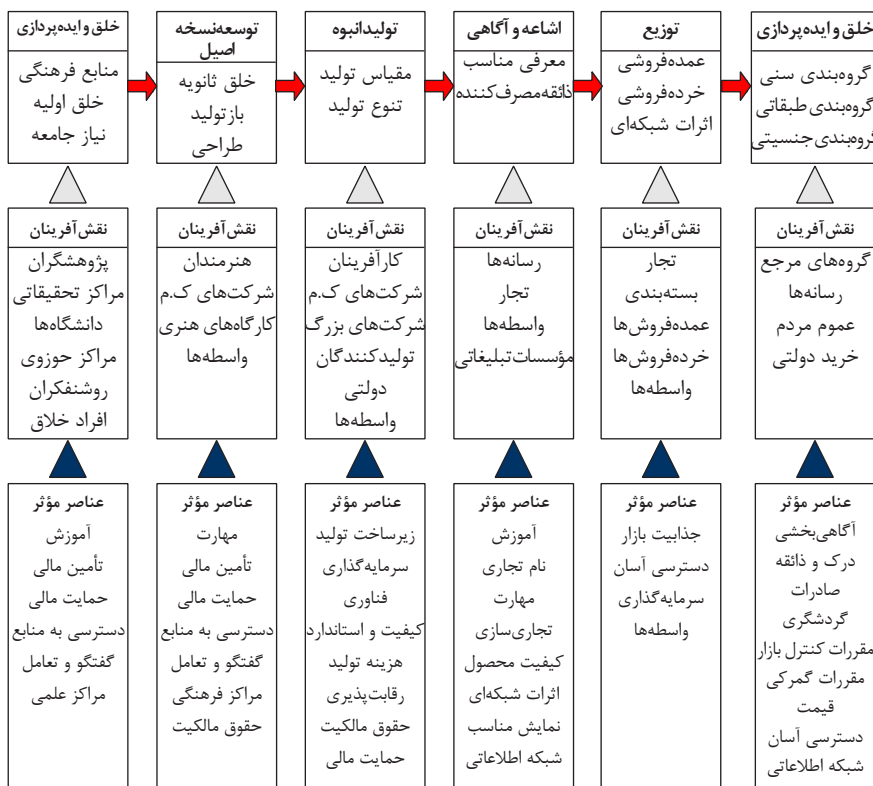 خلق و ایده‌پردازی
منابع فرهنگی
خلق اولیه
نیاز جامعه
توسعه‌نسخه
اصیل
خلق ثانویه
بازتولید
طراحی
تولیدانبوه
مقیاس تولید
تنوع تولید
اشاعه و آگاهی
معرفی مناسب
ذائقه‌مصرف‌کننده
توزیع
عمده‌فروشی
خرده‌فروشی
اثرات شبکه‌ای
خلق و ایده‌پردازی
گروه‌بندی سنی
گروه‌بندی طبقاتی
گروه‌بندی جنسیتی
نقش‌آفرینان
پژوهشگران
مراکز تحقیقاتی
دانشگاه‌ها
مراکز حوزوی
روشنفکران
افراد خلاق
نقش‌آفرینان
هنرمندان
شرکت‌های ک.م
کارگاه‌های هنری
واسطه‌ها
نقش‌آفرینان
کارآفرینان
شرکت‌های ک.م
شرکت‌های بزرگ
تولیدکنندگان
دولتی
واسطه‌ها
نقش‌آفرینان
رسانه‌ها
تجار
واسطه‌ها
مؤسسات‌تبلیغاتی
نقش‌آفرینان
تجار
بسته‌بندی
عمده‌فروش‌ها
خرده‌فروش‌ها
واسطه‌ها
نقش‌آفرینان
گروه‌های مرجع
رسانه‌ها
عموم مردم
خرید دولتی
عناصر مؤثر
آموزش
تأمین مالی
حمایت مالی
دسترسی به منابع
گفتگو و تعامل
مراکز علمی
عناصر مؤثر
مهارت
تأمین مالی
حمایت مالی
دسترسی به منابع
گفتگو و تعامل
مراکز فرهنگی
حقوق مالکیت
عناصر مؤثر
زیرساخت تولید
سرمایه‌گذاری
فناوری
کیفیت و استاندارد
هزینه تولید
رقابت‌پذیری
حقوق مالکیت
حمایت مالی
عناصر مؤثر
آموزش
نام تجاری
مهارت
تجاری‌سازی
کیفیت محصول
اثرات شبکه‌ای
نمایش مناسب
شبکه اطلاعاتی
عناصر مؤثر
جذابیت بازار
دسترسی آسان
سرمایه‌گذاری
واسطه‌ها
عناصر مؤثر
آگاهی‌بخشی
درک و ذائقه
صادرات
گردشگری
مقررات کنترل بازار
مقررات گمرکی
قیمت
دسترسی آسان
شبکه اطلاعاتی